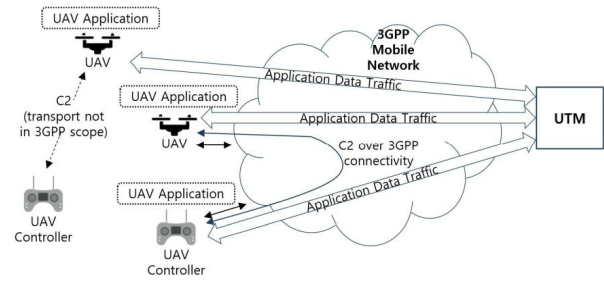 UAV Application
UAV
3GPP
Mobile
Network
Application Data Traffic
C2
(transport not
in 3GPP scope)
UAV Application
UAV
Application Data Traffic
UTM
C2 over 3GPP
connectivity
UAV Application
Application Data Traffic
UAV
Controller
UAV
Controller